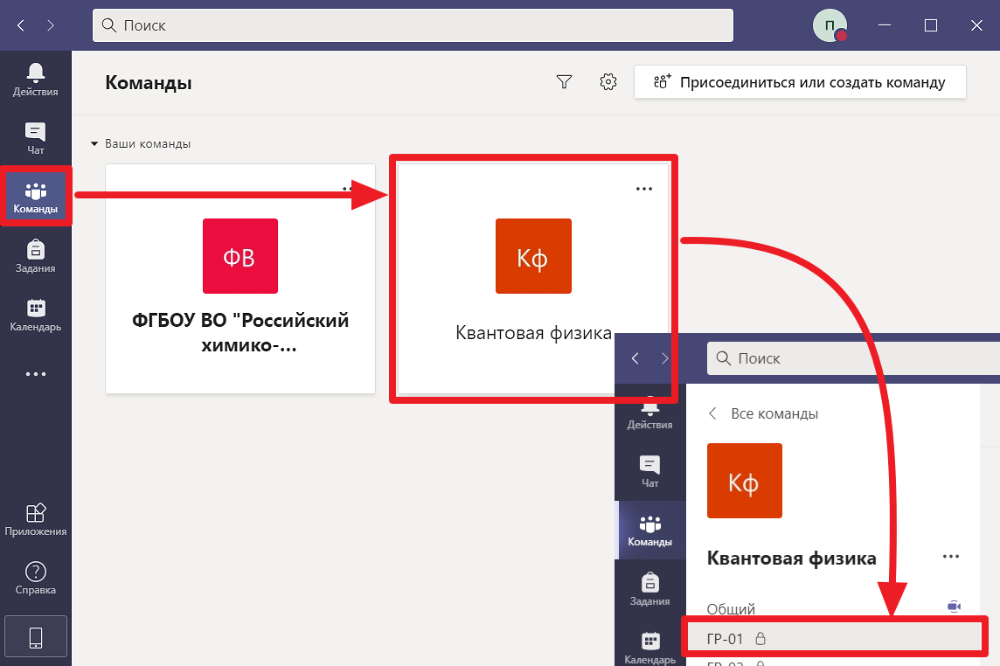 Поиск
П
Действия
Команды
Присоединиться или создать команду
Чат
Ваши команды
Команды
Задания
Календарь
ФВ
ФГБОУ ВО "Российский
химико-...
Кф
Квантовая физика
Приложения
Справка
Поиск
Действия
Все команды
Чат
Кф
Команды
Квантовая физика
Задания
Общий
ГР-01
Календарь